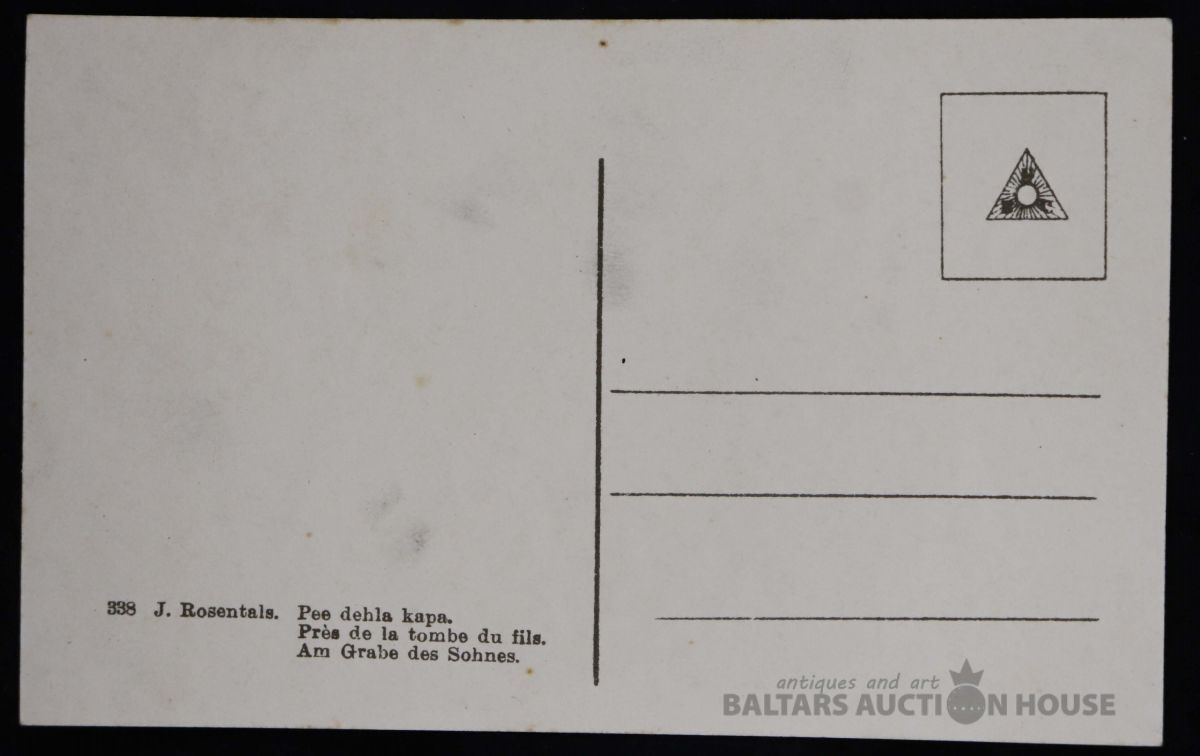 338 J. Rosentals. Pee dehla kapa.
Près de la tombe du fils.
Am Grabe des Sohnes.
antiques and art
BALTARS AUCTION HOUSE